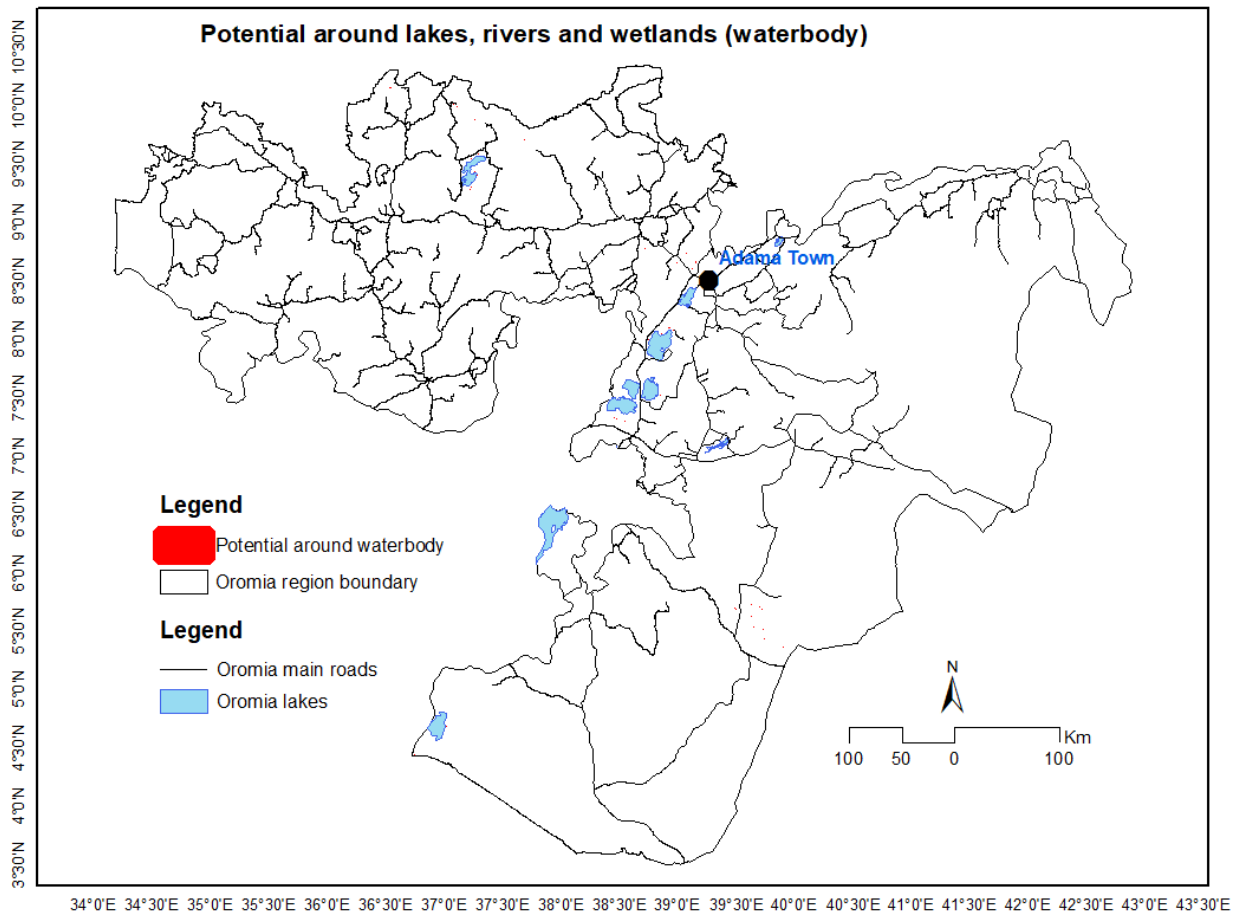 Potential around lakes, rivers and wetlands (waterbody)
10°30'N
10°0'N
9°30'N
9°0'N
8°30'N
8°0'N
7°30'N
7°0'N
6°30'N
6°0'N
5°30'N
5°0'N
4°30'N
4°0'N
3°30'N
Adama Town
Legend
Potential around waterbody
Oromia region boundary
Legend
Oromia main roads
Oromia lakes
N
Km
100 50 0 100
34°0'E 34°30'E 35°0'E 35°30'E 36°0'E 36°30'E 37°0'E 37°30'E 38°0'E 38°30'E 39°0'E 39°30'E 40°0'E 40°30'E 41°0'E 41°30'E 42°0'E 42°30'E 43°0'E 43°30'E